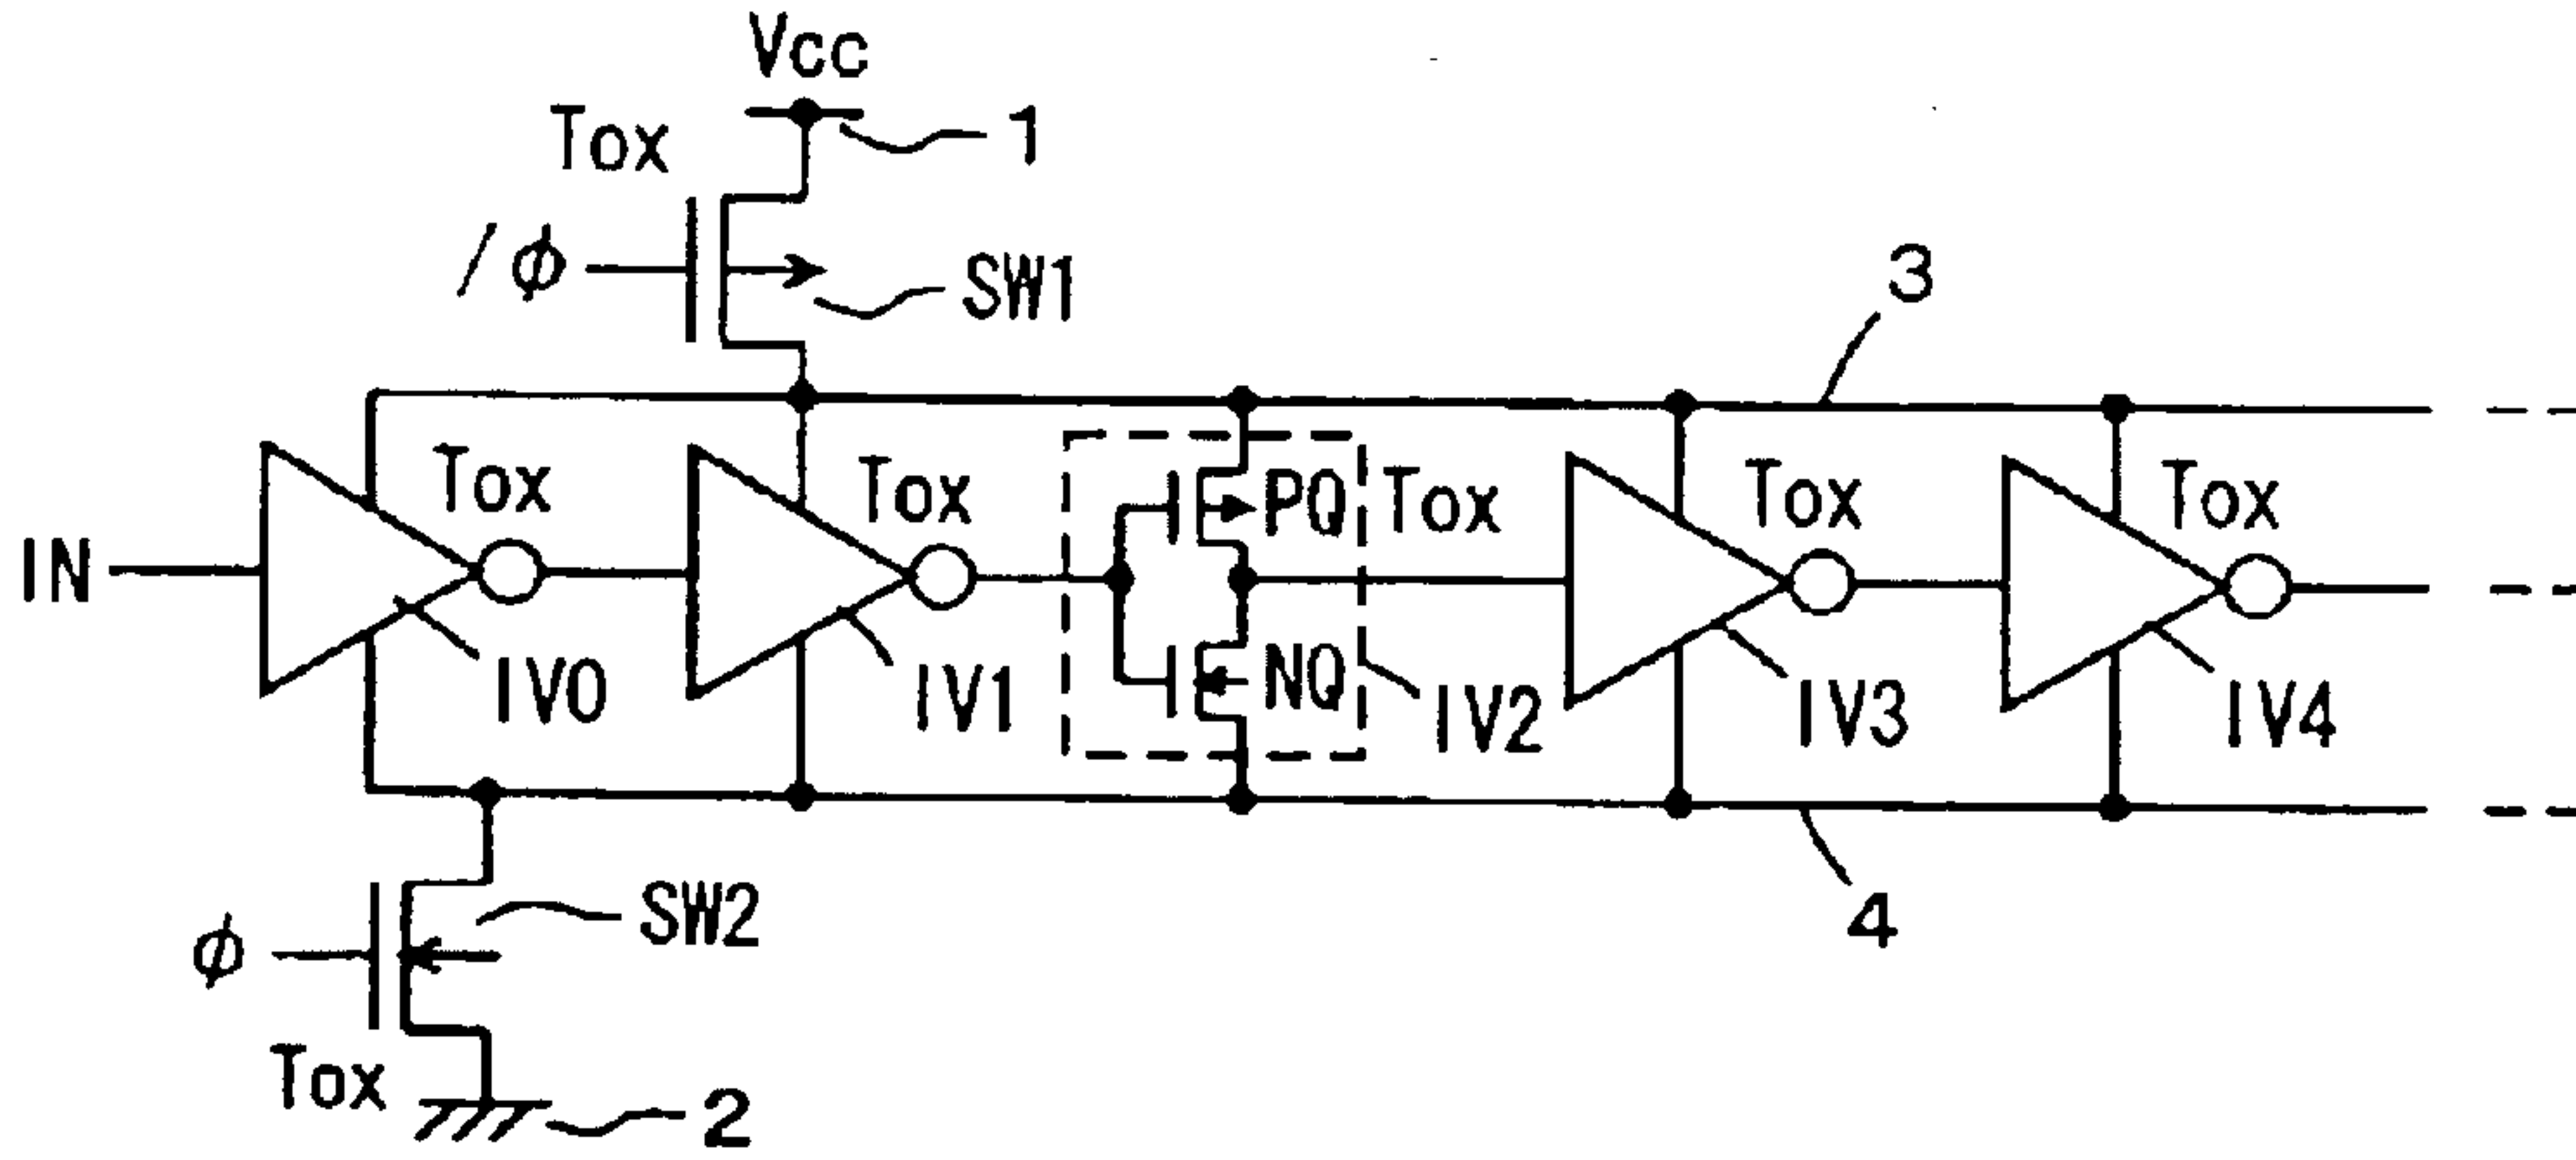 Vcc
1
Tox
/φ
SW1
3
Tox
Tox
PQ
Tox
Tox
Tox
IN
IV0
IV1
NQ
IV2
IV3
IV4
SW2
4
φ
Tox
2